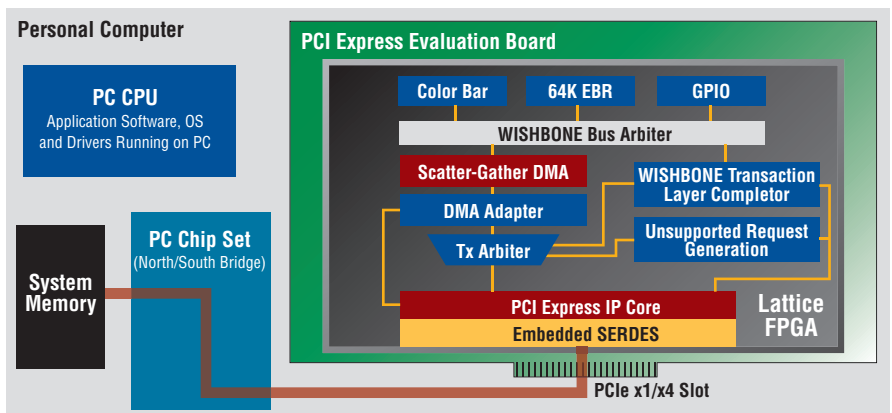 Personal Computer
PC CPU
Application Software, OS
and Drivers Running on PC
System
Memory
PC Chip Set
(North/South Bridge)
PCI Express Evaluation Board
Color Bar
64K EBR
GPIO
WISHBONE Bus Arbiter
Scatter-Gather DMA
WISHBONE Transaction
Layer Completor
DMA Adapter
Tx Arbiter
Unsupported Request
Generation
PCI Express IP Core
Embedded SERDES
Lattice
FPGA
PCIe x1/x4 Slot